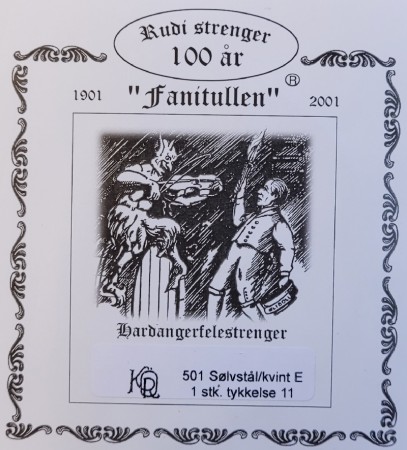 Rudi strenger
100 år
1901 "Fanitullen" ® 2001
Hardangerfelestrenger
501 Sølvstål/kvint E
1 stk. tykkelse 11